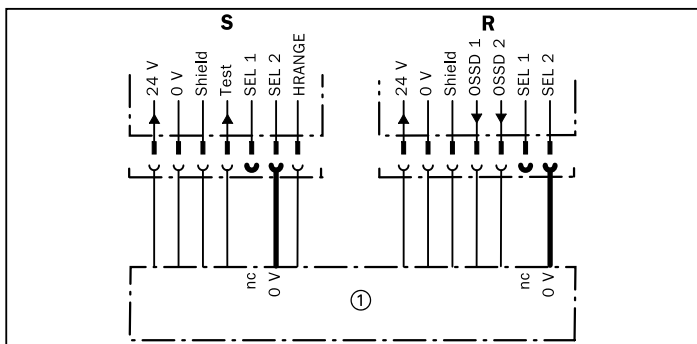 S
R
24 V
0 V
Shield
Test
SEL 1
SEL 2
HRANGE
24 V
0 V
Shield
OSSD 1
OSSD 2
SEL 1
SEL 2
nc
0 V
nc
0 V
①